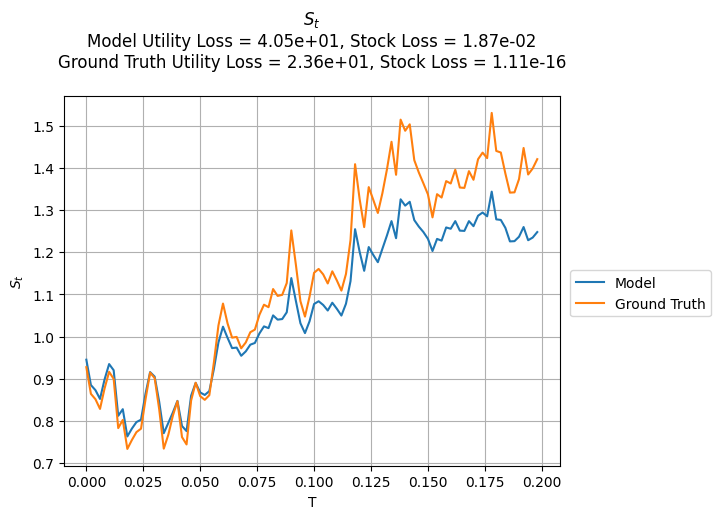 S_t
Model Utility Loss = 4.05e+01, Stock Loss = 1.87e-02
Ground Truth Utility Loss = 2.36e+01, Stock Loss = 1.11e-16
1.5
1.4
1.3
1.2
1.1
1.0
0.9
0.8
0.7
S_t
0.000 0.025 0.050 0.075 0.100 0.125 0.150 0.175 0.200
T
Model
Ground Truth